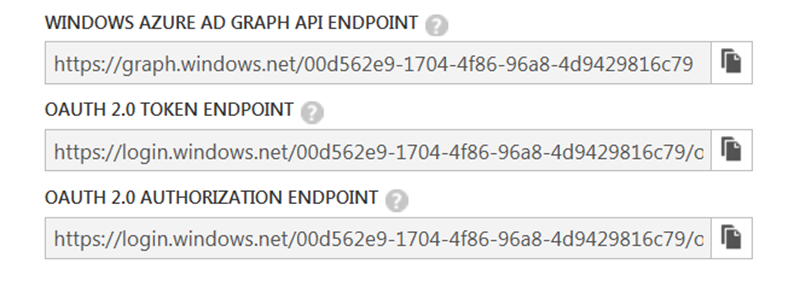 WINDOWS AZURE AD GRAPH API ENDPOINT ?
https://graph.windows.net/00d562e9-1704-4f86-96a8-4d9429816c79
OAUTH 2.0 TOKEN ENDPOINT ?
https://login.windows.net/00d562e9-1704-4f86-96a8-4d9429816c79/o
OAUTH 2.0 AUTHORIZATION ENDPOINT ?
https://login.windows.net/00d562e9-1704-4f86-96a8-4d9429816c79/o